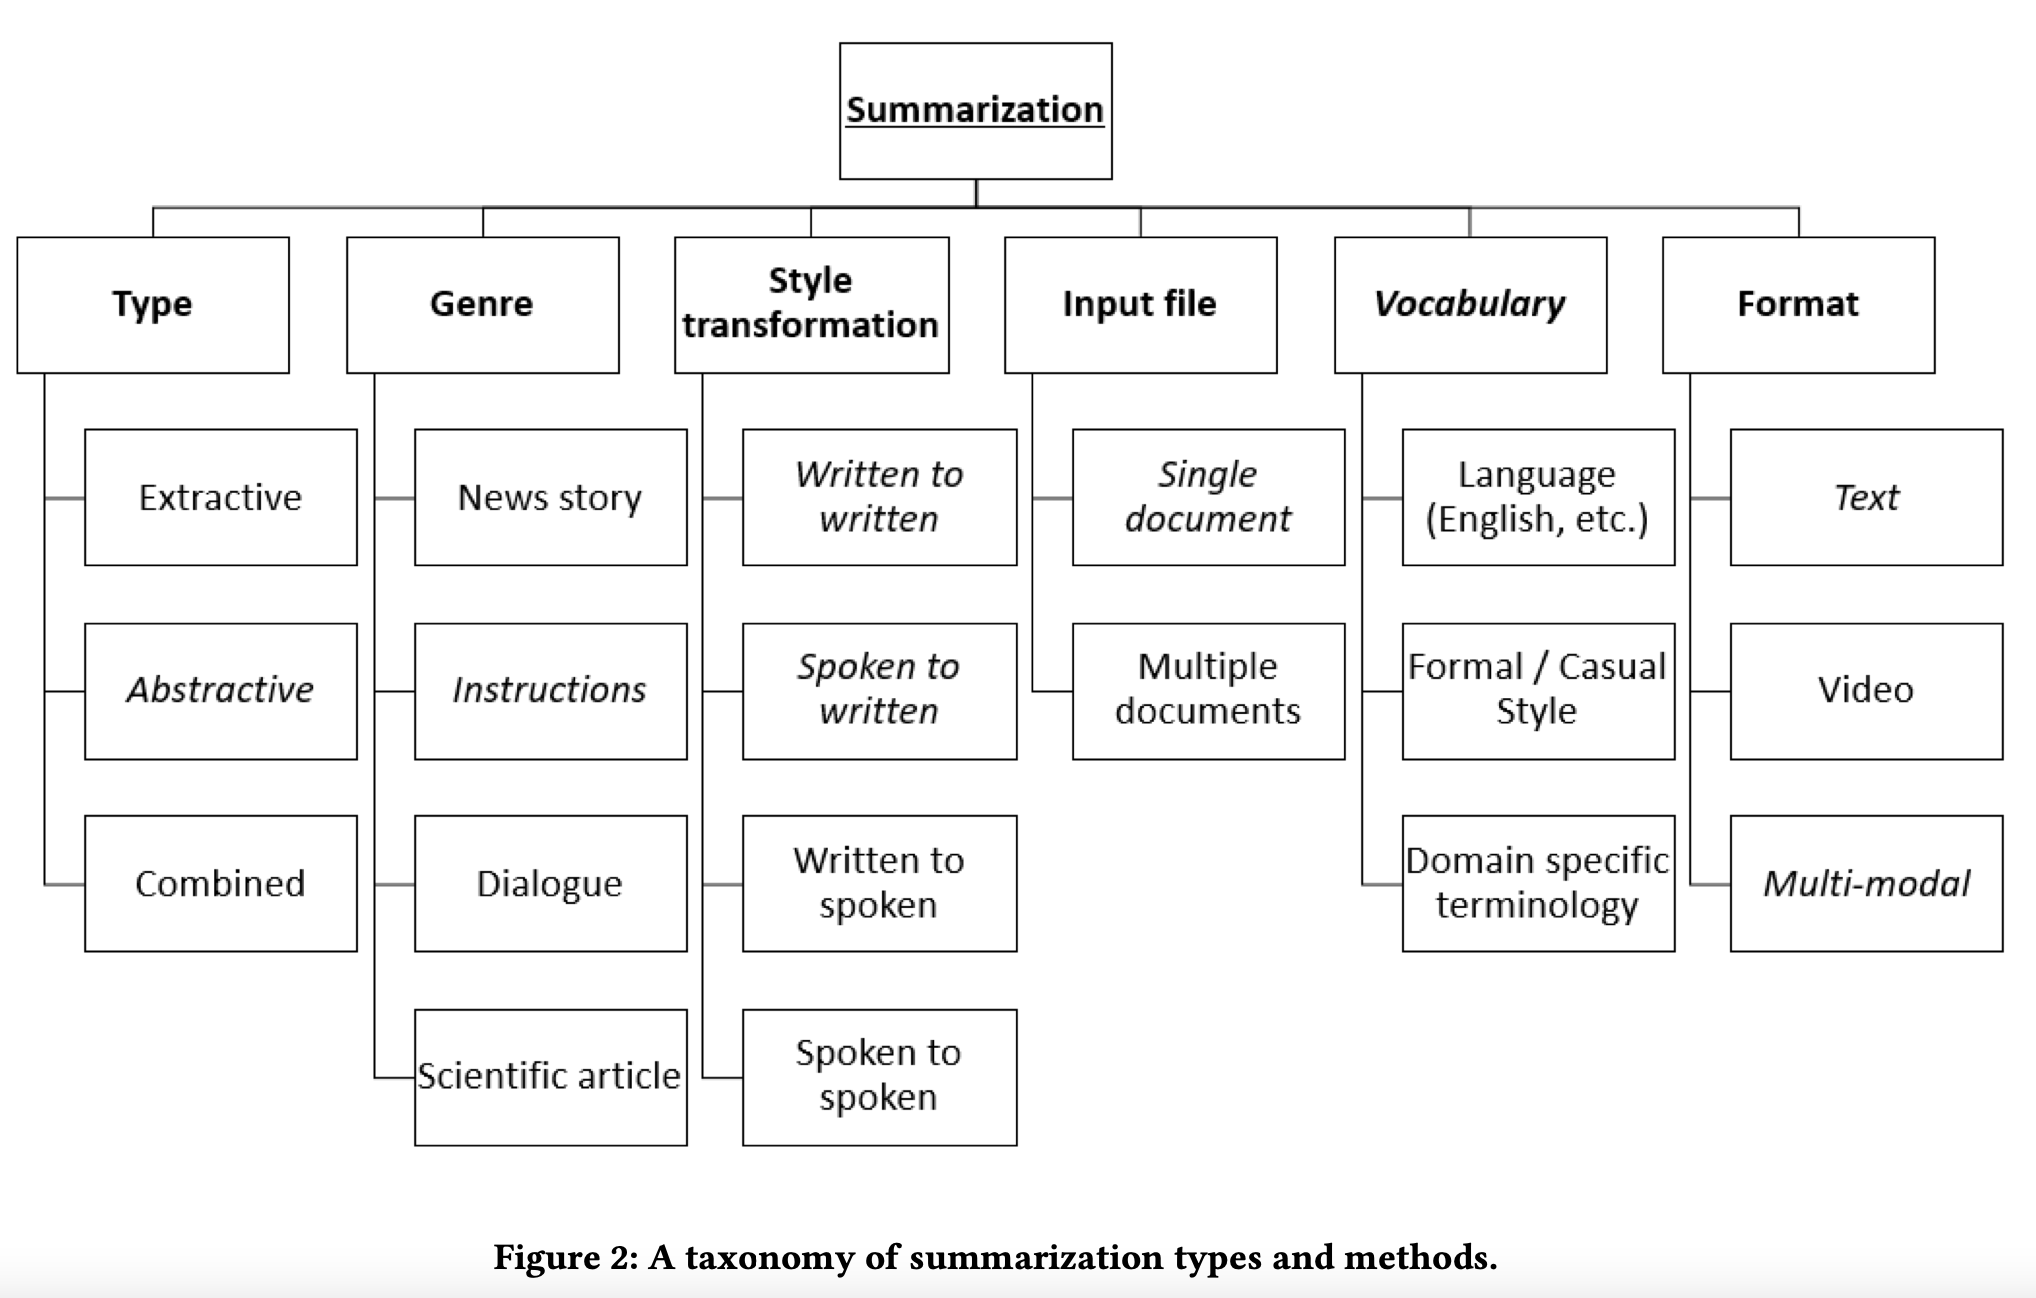 Summarization
Type
Genre
Style
transformation
Input file
Vocabulary
Format
Extractive
News story
Written to
written
Single
document
Language
(English, etc.)
Text
Abstractive
Instructions
Spoken to
written
Multiple
documents
Formal / Casual
Style
Video
Combined
Dialogue
Written to
spoken
Domain specific
terminology
Multi-modal
Scientific article
Spoken to
spoken
Figure 2: A taxonomy of summarization types and methods.